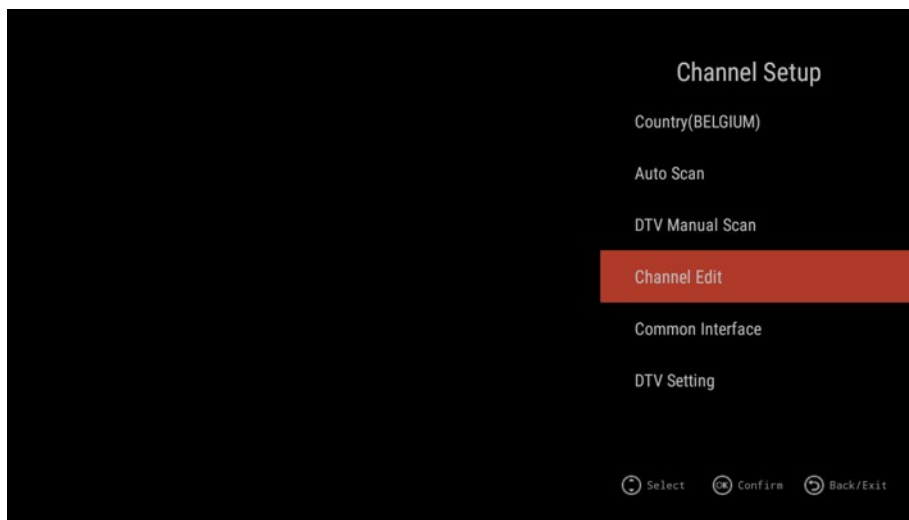 Channel Setup
Country(BELGIUM)
Auto Scan
DTV Manual Scan
Channel Edit
Common Interface
DTV Setting
Select OK Confirm Back/Exit